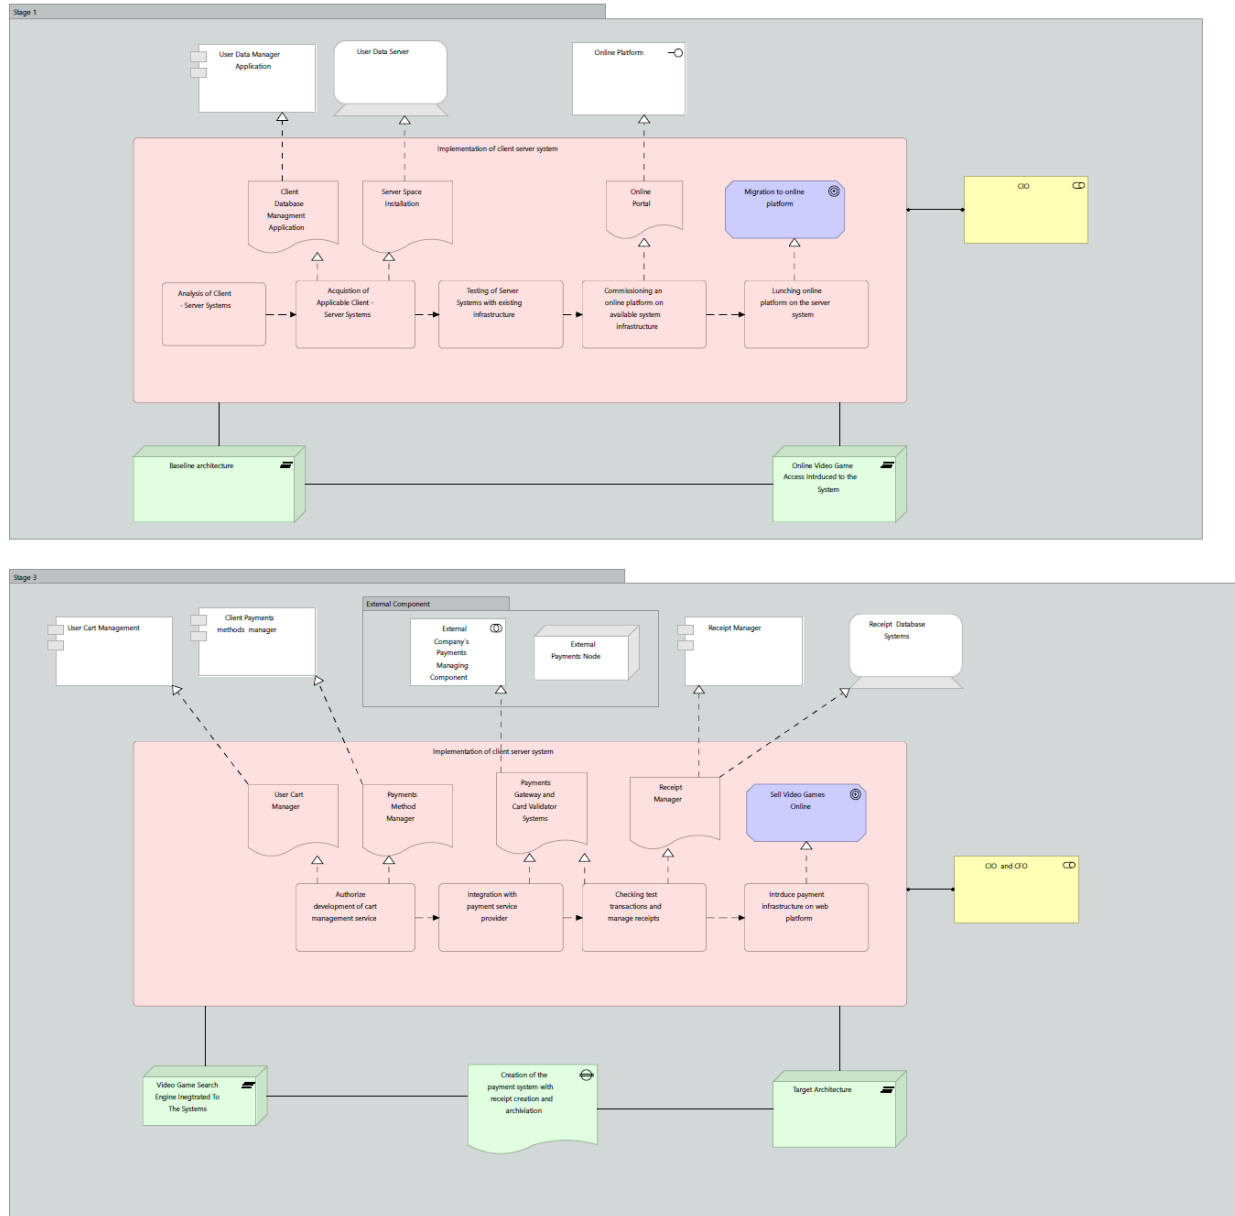 Stage 1
User Data Manager
Application
User Data Server
Online Platform
Implementation of client server system
Client
Database
Managment
Application
Server Space
Installation
Online
Portal
Migration to online
platform
CIO
Analysis of Client
- Server Systems
Acquistion of
Applicable Client -
Server Systems
Testing of Server
Systems with existing
infrastructure
Commissioning an
online platform on
available system
infrastructure
Lunching online
platform on the server
system
Baseline architecture
Online Video Game
Access Intrduced to the
System
Stage 3
User Cart Management
Client Payments
methods manager
External Component
External
Company's
Payments
Managing
Component
External
Payments Node
Receipt Manager
Receipt Database
Systems
Implementation of client server system
User Cart
Manager
Payments
Method
Manager
Payments
Gateway and
Card Validator
Systems
Receipt
Manager
Sell Video Games
Online
CIO and CFO
Authorize
development of cart
management service
Integration with
payment service
provider
Checking test
transactions and
manage receipts
Intrduce payment
infrastructure on web
platform
Video Game Search
Engine Inegtrated To
The Systems
Creation of the
payment system with
receipt creation and
archiviation
Target Architecture